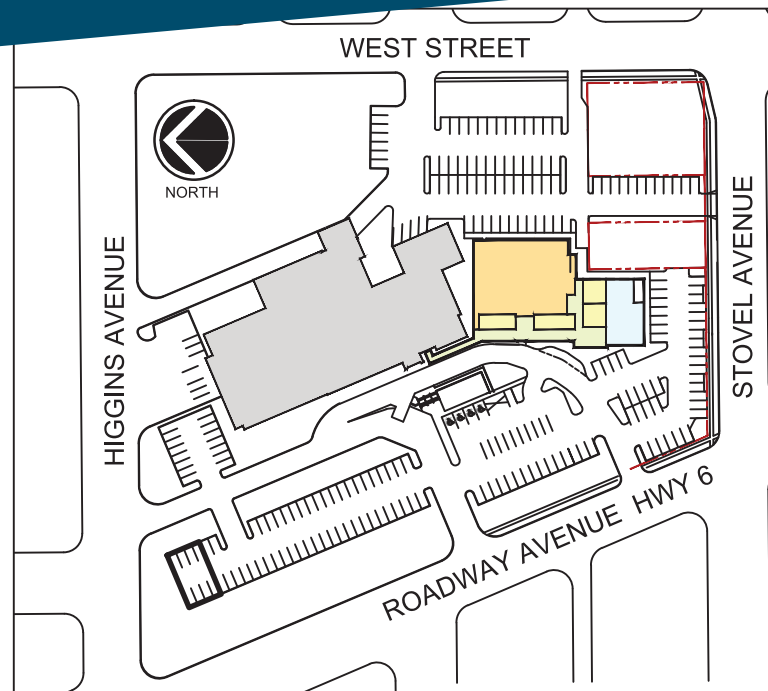 WEST STREET
NORTH
HIGGINS AVENUE
STOVEL AVENUE
ROADWAY AVENUE HWY 6